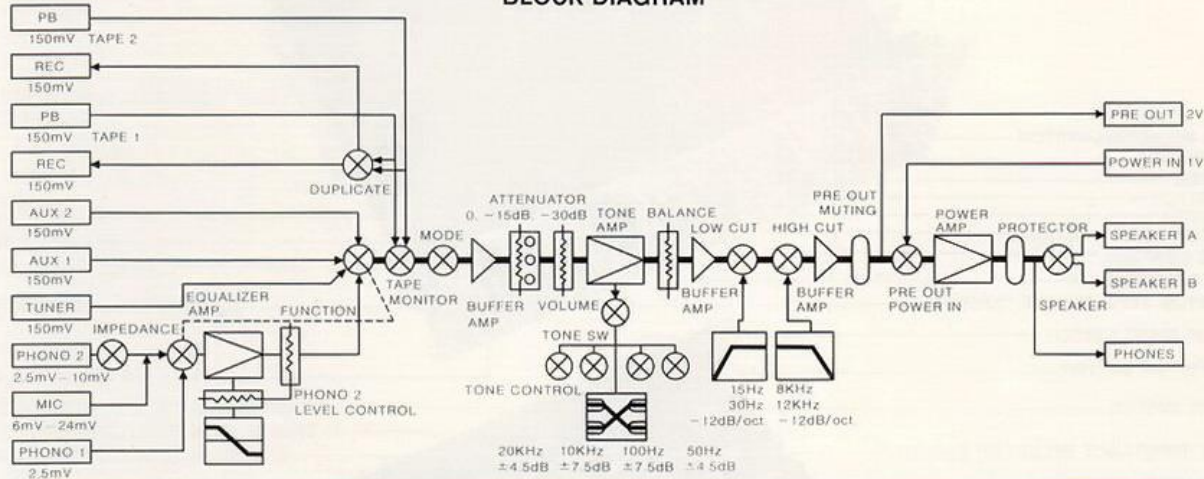 BLOCK DIAGRAM
PB
150mV TAPE 2
REC
150mV
PB
150mV TAPE 1
REC
150mV
DUPLICATE
AUX 2
150mV
AUX 1
150mV
TUNER
150mV
IMPEDANCE
EQUALIZER
AMP
FUNCTION
PHONO 2
2.5mV – 10mV
MIC
6mV – 24mV
PHONO 1
2.5mV
PHONO 2
LEVEL CONTROL
TAPE
MONITOR
MODE
BUFFER
AMP
ATTENUATOR
0, −15dB, −30dB
VOLUME
TONE
AMP
BALANCE
TONE SW
TONE CONTROL
20KHz 10KHz 100Hz 50Hz
±4.5dB ±7.5dB ±7.5dB ±4.5dB
LOW CUT
BUFFER
AMP
15Hz
30Hz
−12dB/oct.
HIGH CUT
BUFFER
AMP
8KHz
12KHz
−12dB/oct.
PRE OUT
MUTING
PRE OUT
POWER IN
POWER
AMP
PROTECTOR
SPEAKER
PRE OUT 2V
POWER IN 1V
SPEAKER A
SPEAKER B
PHONES